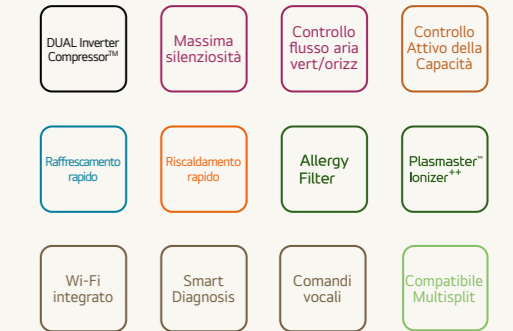 DUAL Inverter
Compressor™
Massima
silenziosità
Controllo
flusso aria
vert/orizz
Controllo
Attivo della
Capacità
Raffrescamento
rapido
Riscaldamento
rapido
Allergy
Filter
Plasmaster™
Ionizer⁺⁺
Wi-Fi
integrato
Smart
Diagnosis
Comandi
vocali
Compatibile
Multisplit